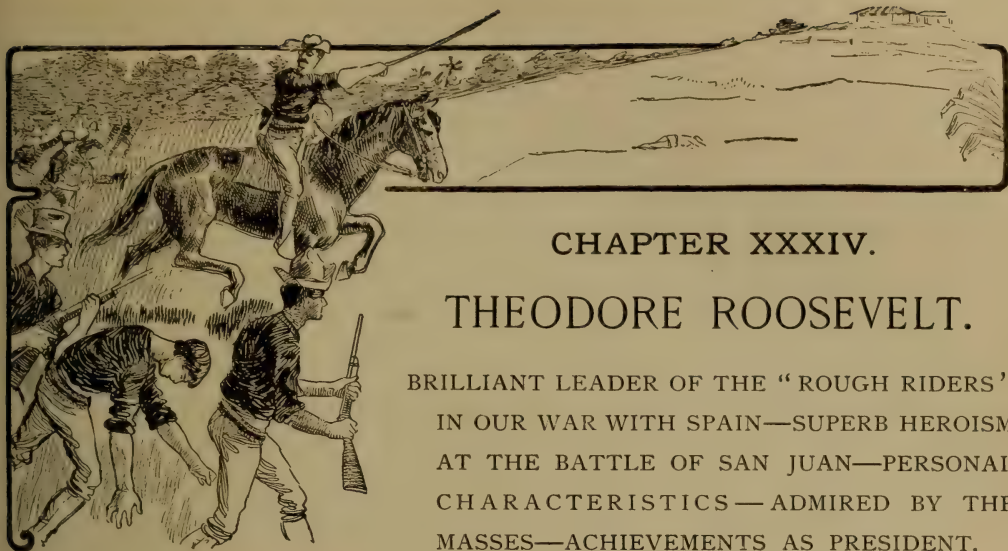 CHAPTER XXXIV.
THEODORE ROOSEVELT.
BRILLIANT LEADER OF THE "ROUGH RIDERS'
IN OUR WAR WITH SPAIN—SUPERB HEROISM
AT THE BATTLE OF SAN JUAN—PERSONAL
CHARACTERISTICS—ADMIRED BY THE
MASSES—ACHIEVEMENTS AS PRESIDENT.